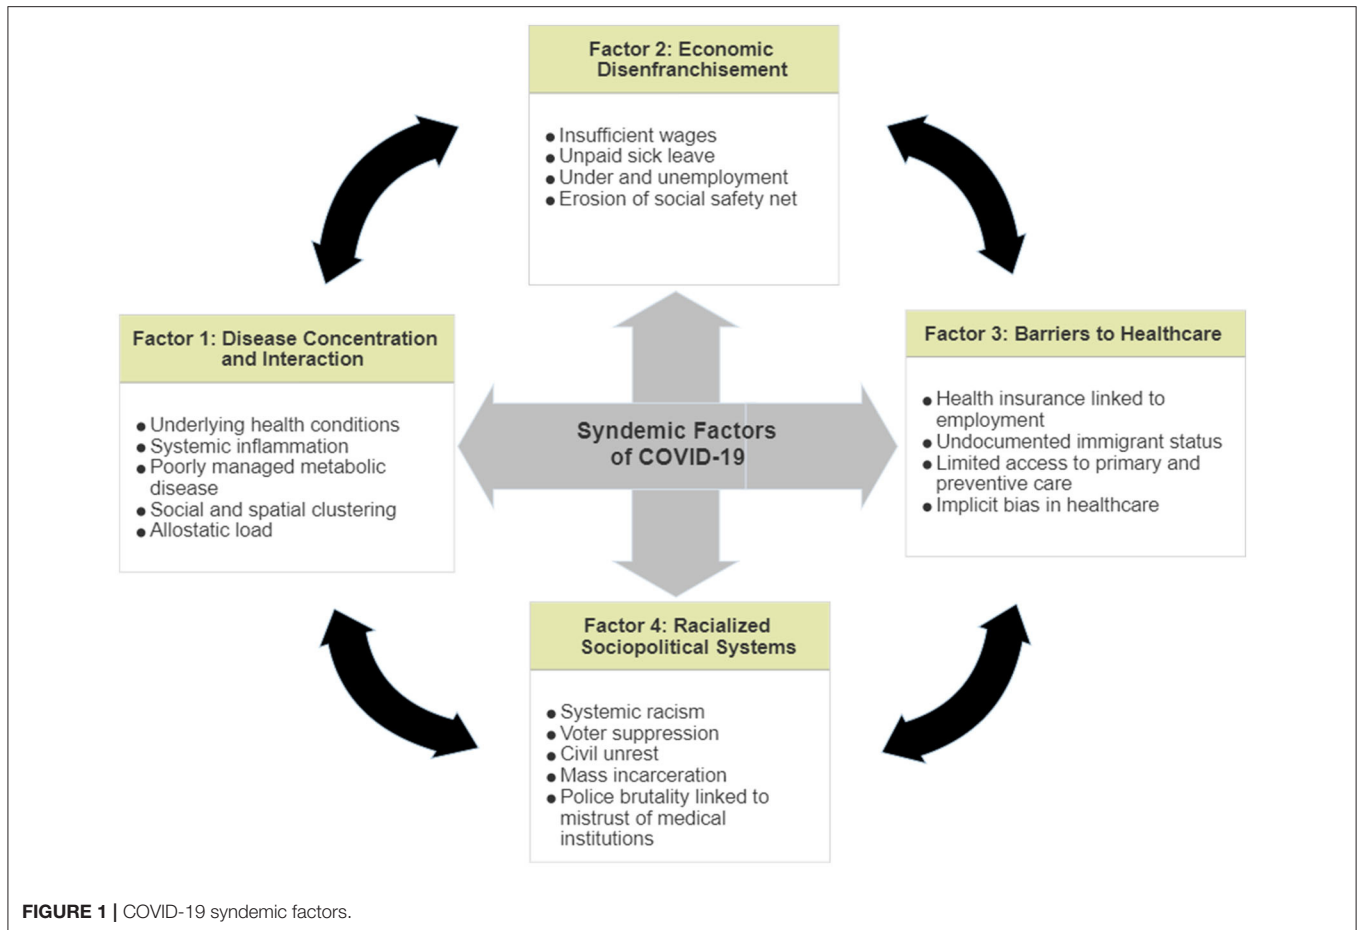 Factor 2: Economic
Disenfranchisement
● Insufficient wages
● Unpaid sick leave
● Under and unemployment
● Erosion of social safety net
Factor 1: Disease Concentration
and Interaction
● Underlying health conditions
● Systemic inflammation
● Poorly managed metabolic
disease
● Social and spatial clustering
● Allostatic load
Syndemic Factors
of COVID-19
Factor 3: Barriers to Healthcare
● Health insurance linked to
employment
● Undocumented immigrant status
● Limited access to primary and
preventive care
● Implicit bias in healthcare
Factor 4: Racialized
Sociopolitical Systems
● Systemic racism
● Voter suppression
● Civil unrest
● Mass incarceration
● Police brutality linked to
mistrust of medical
institutions
FIGURE 1 | COVID-19 syndemic factors.